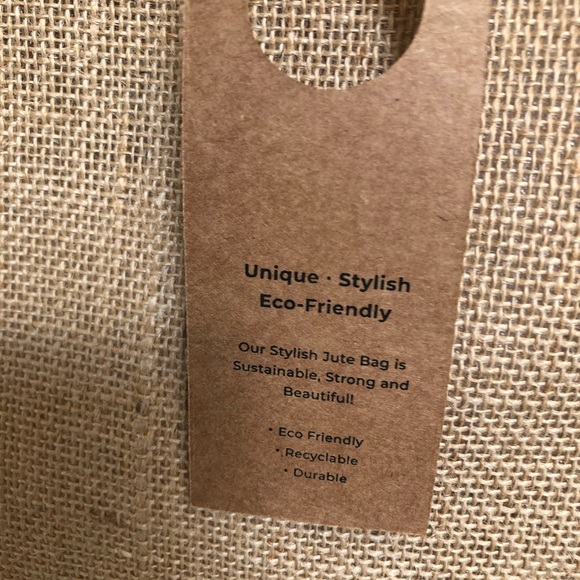 Unique · Stylish
Eco-Friendly
Our Stylish Jute Bag is
Sustainable, Strong and
Beautiful!
* Eco Friendly
* Recyclable
* Durable